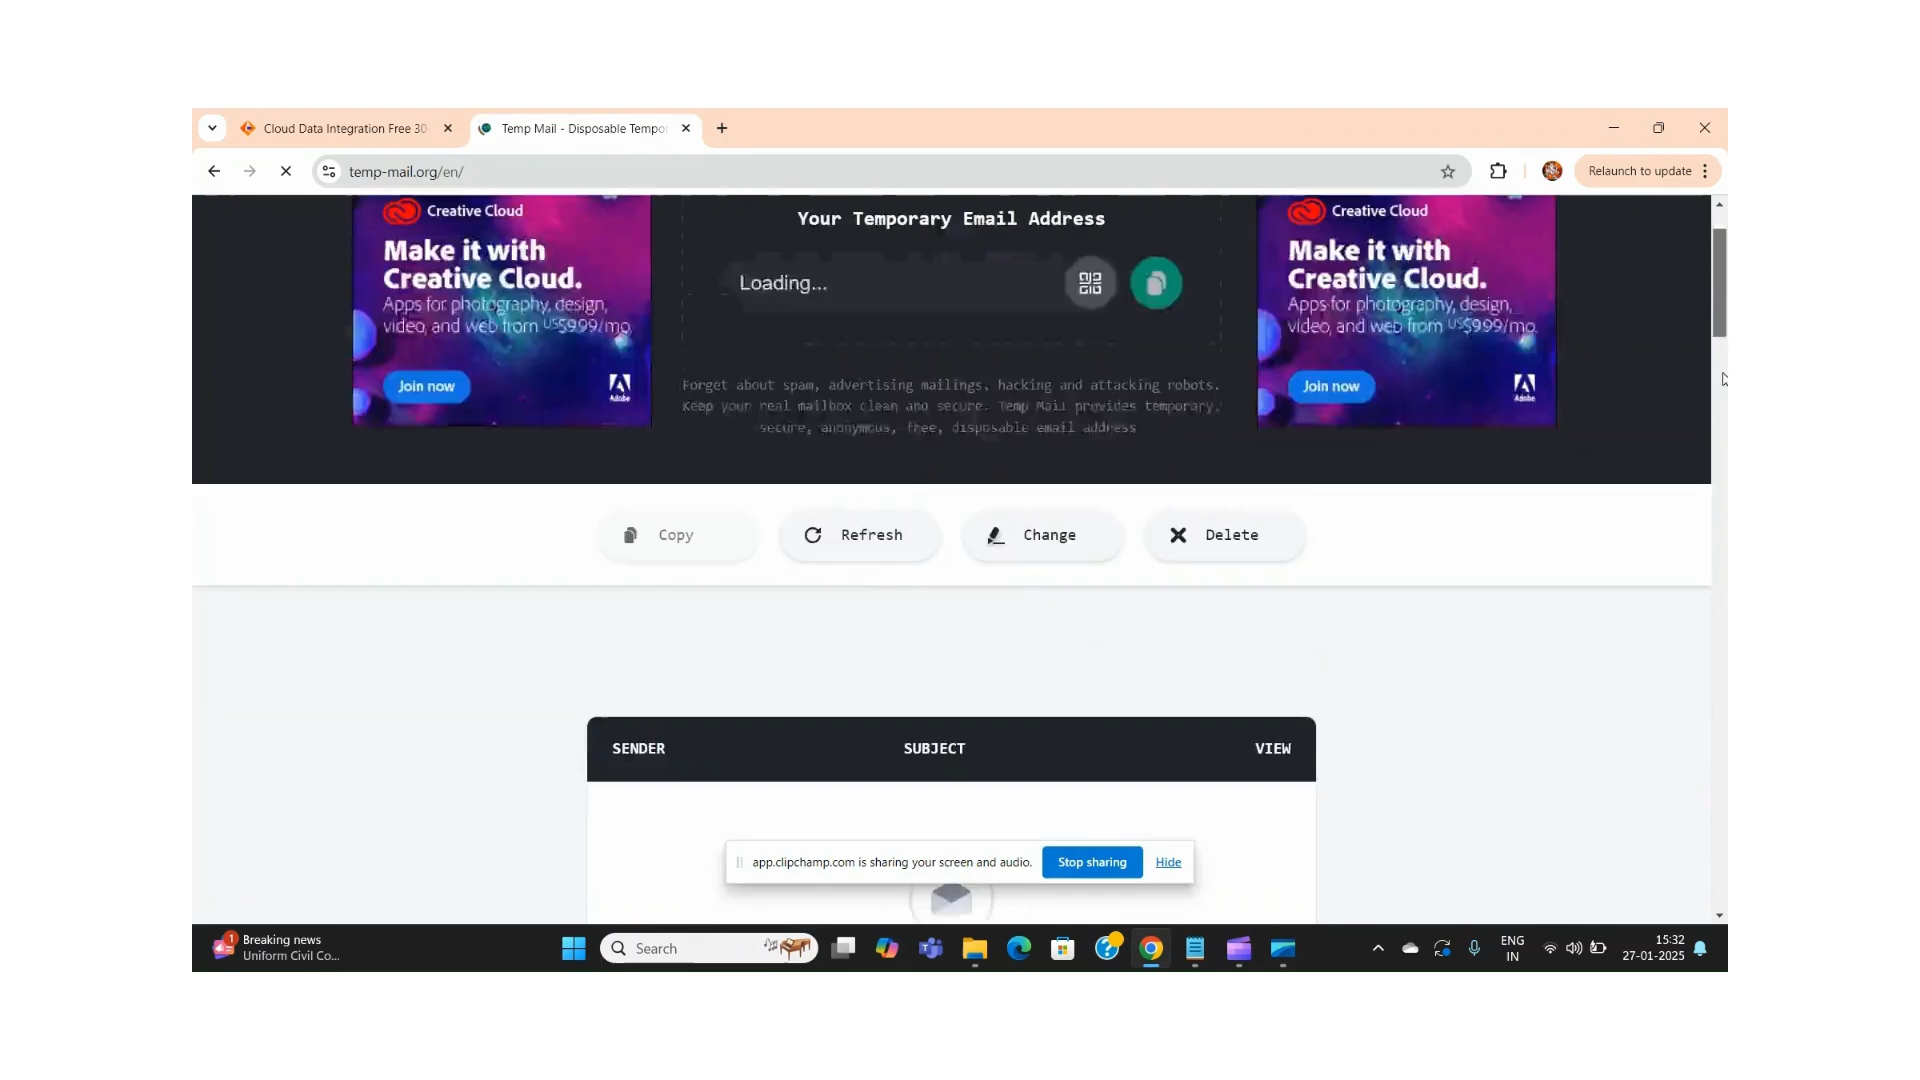 Cloud Data Integration Free 30-
Temp Mail - Disposable Tempo
temp-mail.org/en/
Relaunch to update
Creative Cloud
Make it with
Creative Cloud.
Apps for photography, design,
video, and web from US$9.99/mo.
Join now
Adobe
Your Temporary Email Address
Loading...
Forget about spam, advertising mailings, hacking and attacking robots.
Keep your real mailbox clean and secure. Temp Mail provides temporary,
secure, anonymous, free, disposable email address
Creative Cloud
Make it with
Creative Cloud.
Apps for photography, design,
video, and web from US$9.99/mo.
Join now
Adobe
Copy
Refresh
Change
Delete
SENDER SUBJECT VIEW
app.clipchamp.com is sharing your screen and audio. Stop sharing Hide
1
Breaking news
Uniform Civil Co...
Search
ENG
IN
15:32
27-01-2025